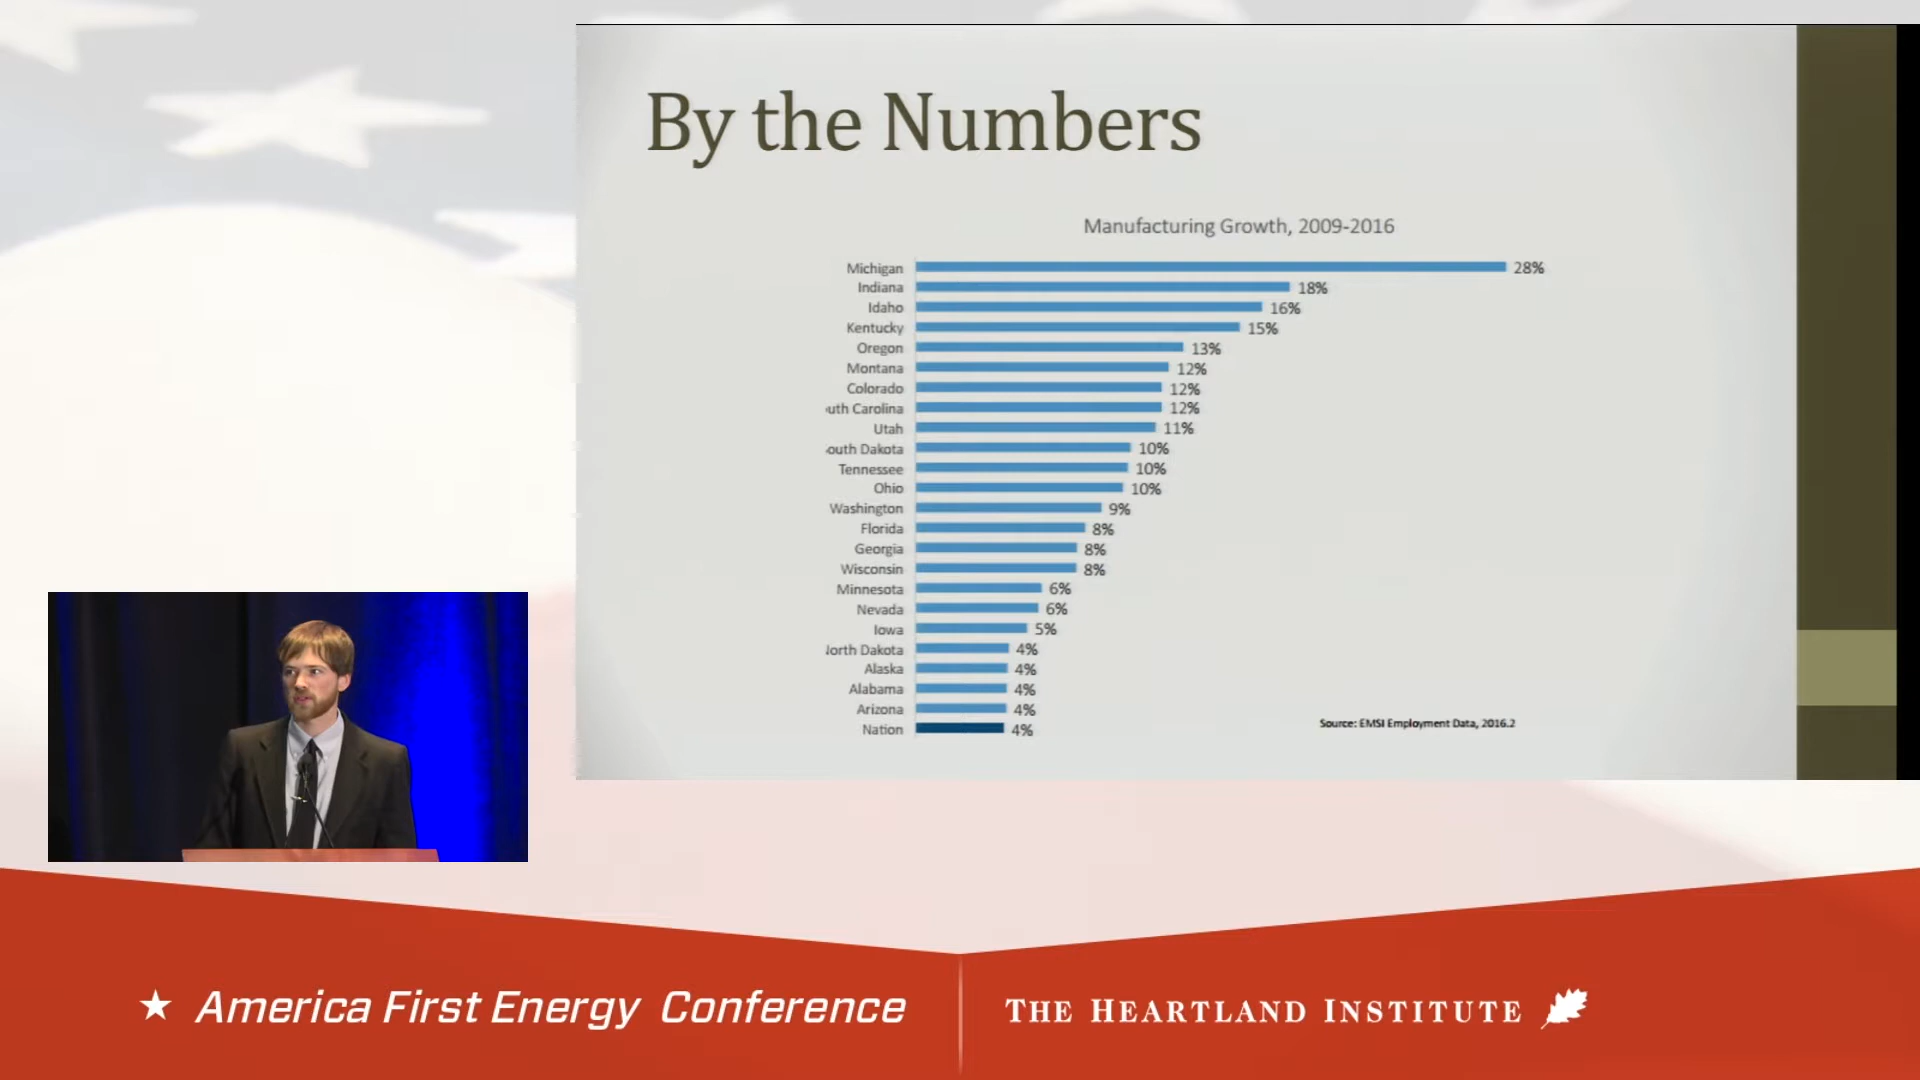 By the Numbers
Manufacturing Growth, 2009-2016
Michigan 28%
Indiana 18%
Idaho 16%
Kentucky 15%
Oregon 13%
Montana 12%
Colorado 12%
uth Carolina 12%
Utah 11%
outh Dakota 10%
Tennessee 10%
Ohio 10%
Washington 9%
Florida 8%
Georgia 8%
Wisconsin 8%
Minnesota 6%
Nevada 6%
Iowa 5%
orth Dakota 4%
Alaska 4%
Alabama 4%
Arizona 4%
Nation 4%
Source: EMSI Employment Data, 2016.2
America First Energy Conference
THE HEARTLAND INSTITUTE